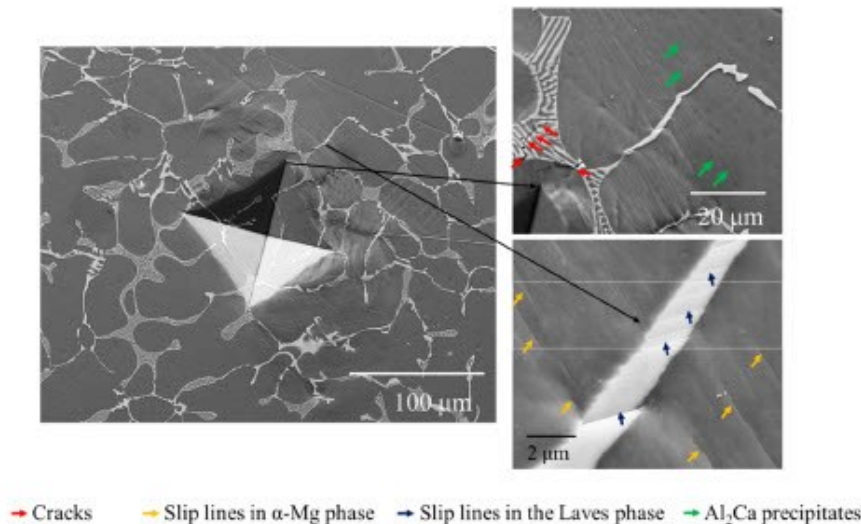 20 μm
100 μm
2 μm
Cracks
Slip lines in α-Mg phase
Slip lines in the Laves phase
Al₂Ca precipitates